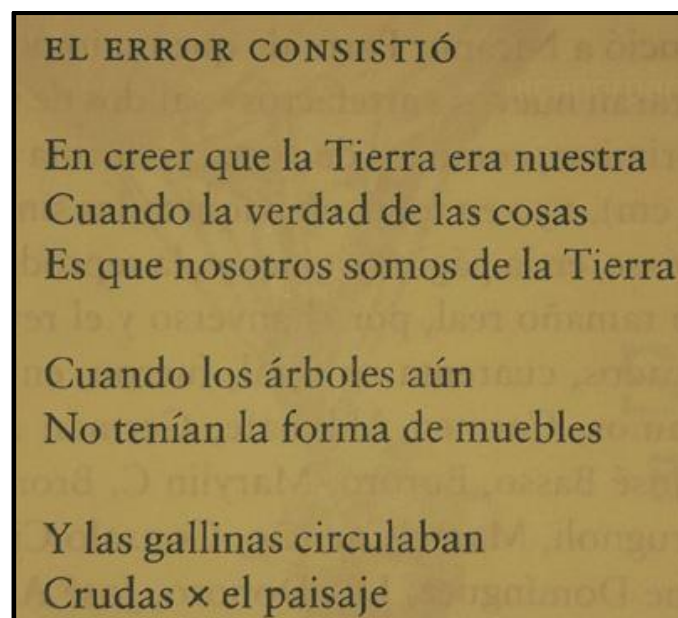 EL ERROR CONSISTIÓ
En creer que la Tierra era nuestra
Cuando la verdad de las cosas
Es que nosotros somos de la Tierra
Cuando los árboles aún
No tenían la forma de muebles
Y las gallinas circulaban
Crudas × el paisaje